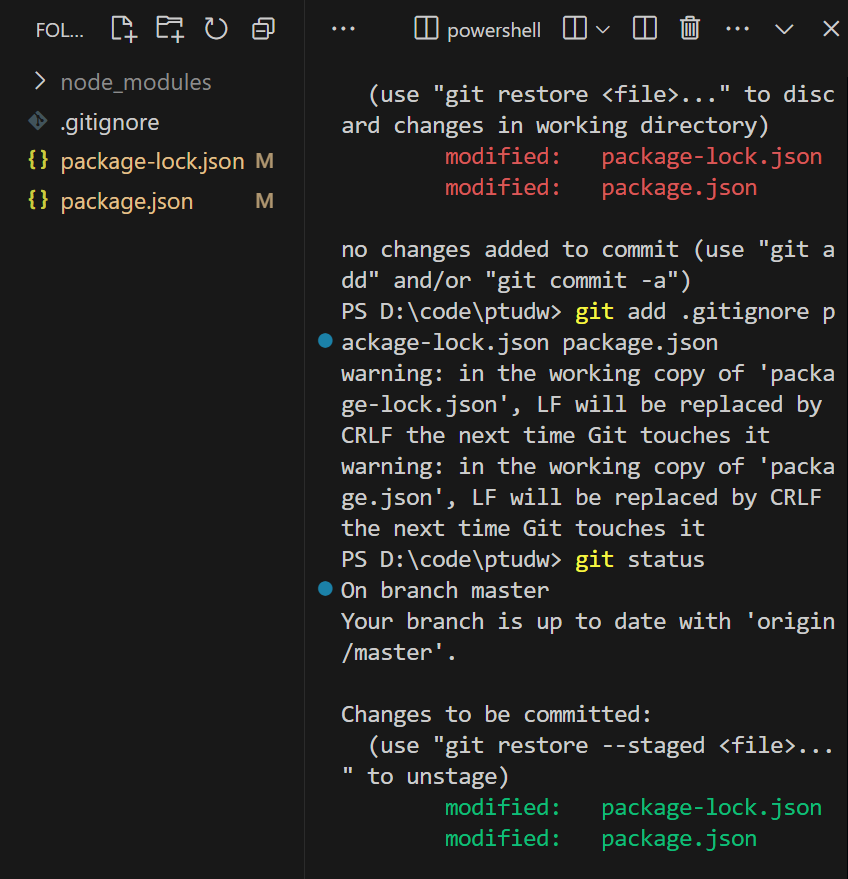 FOL...
node_modules
.gitignore
package-lock.json M
package.json M
powershell
(use "git restore <file>..." to disc
ard changes in working directory)
modified: package-lock.json
modified: package.json
no changes added to commit (use "git a
dd" and/or "git commit -a")
PS D:\code\ptudw> git add .gitignore p
ackage-lock.json package.json
warning: in the working copy of 'packa
ge-lock.json', LF will be replaced by
CRLF the next time Git touches it
warning: in the working copy of 'packa
ge.json', LF will be replaced by CRLF
the next time Git touches it
PS D:\code\ptudw> git status
On branch master
Your branch is up to date with 'origin
/master'.
Changes to be committed:
(use "git restore --staged <file>...
" to unstage)
modified: package-lock.json
modified: package.json